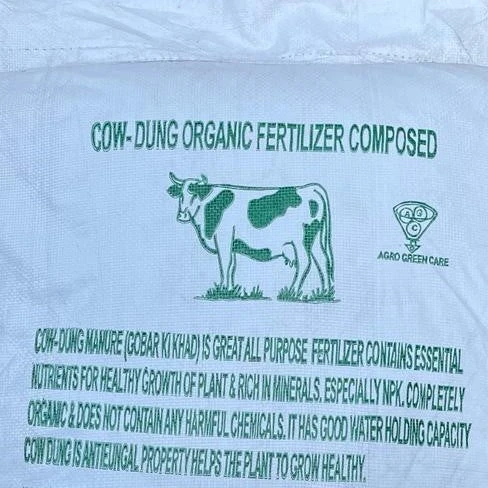 COW-DUNG ORGANIC FERTILIZER COMPOSED
A G C
AGRO GREEN CARE
COW-DUNG MANURE (GOBAR KI KHAD) IS GREAT ALL PURPOSE FERTILIZER CONTAINS ESSENTIAL
NUTRIENTS FOR HEALTHY GROWTH OF PLANT & RICH IN MINERALS. ESPECIALLY NPK. COMPLETELY
ORGANIC & DOES NOT CONTAIN ANY HARMFUL CHEMICALS. IT HAS GOOD WATER HOLDING CAPACITY
COW DUNG IS ANTIEUNGAL PROPERTY HELPS THE PLANT TO GROW HEALTHY.